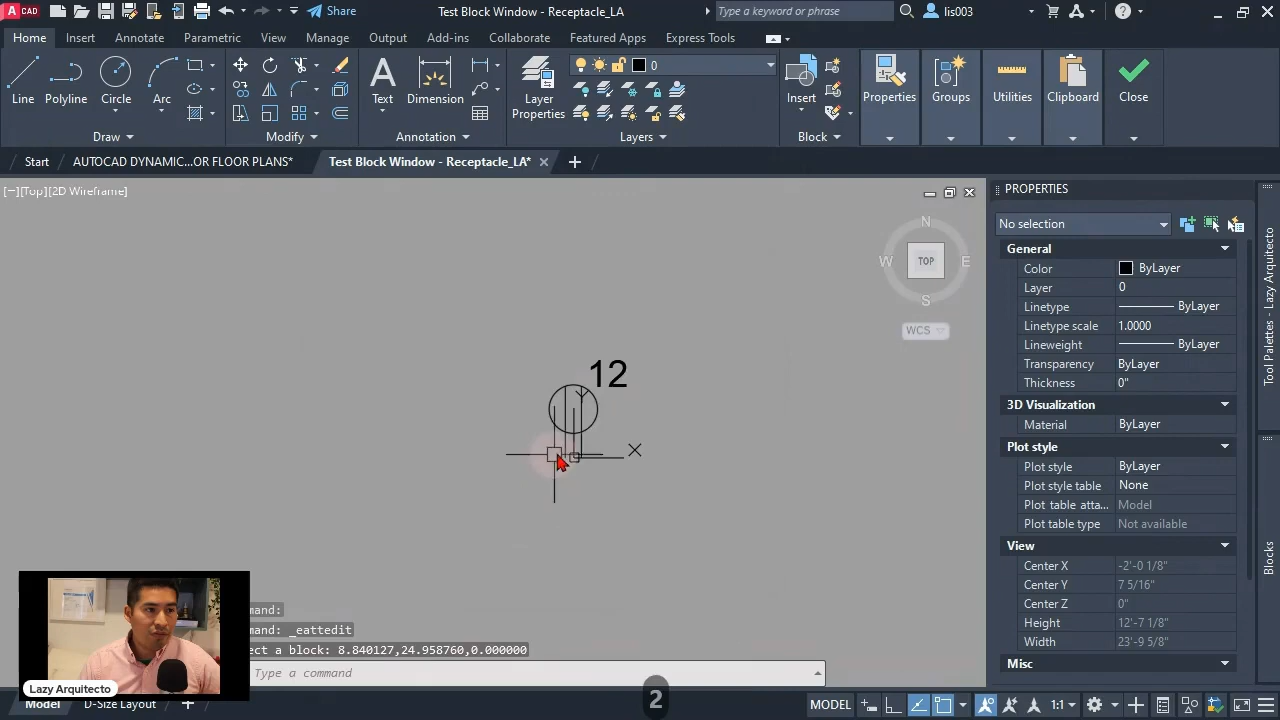 A CAD
Share
Test Block Window - Receptacle_LA
Type a keyword or phrase
lis003
Home
Insert
Annotate
Parametric
View
Manage
Output
Add-ins
Collaborate
Featured Apps
Express Tools
Line
Polyline
Circle
Arc
Draw
Modify
Text
Dimension
Annotation
Layer
Properties
0
Layers
Insert
Block
Properties
Groups
Utilities
Clipboard
Close
Start
AUTOCAD DYNAMIC...OR FLOOR PLANS*
Test Block Window - Receptacle_LA*
[−][Top][2D Wireframe]
N
W
TOP
E
S
WCS
12
Y
X
PROPERTIES
No selection
General
Color ByLayer
Layer 0
Linetype ByLayer
Linetype scale 1.0000
Lineweight ByLayer
Transparency ByLayer
Thickness 0"
3D Visualization
Material ByLayer
Plot style
Plot style ByLayer
Plot style table None
Plot table atta... Model
Plot table type Not available
View
Center X -2'-0 1/8"
Center Y 7 5/16"
Center Z 0"
Height 12'-7 1/8"
Width 23'-9 5/8"
Misc
Tool Palettes - Lazy Arquitecto
Blocks
mand:
mand: _eattedit
ect a block: 8.840127,24.958760,0.000000
Type a command
Lazy Arquitecto
Model
D-Size Layout
2
MODEL
1:1